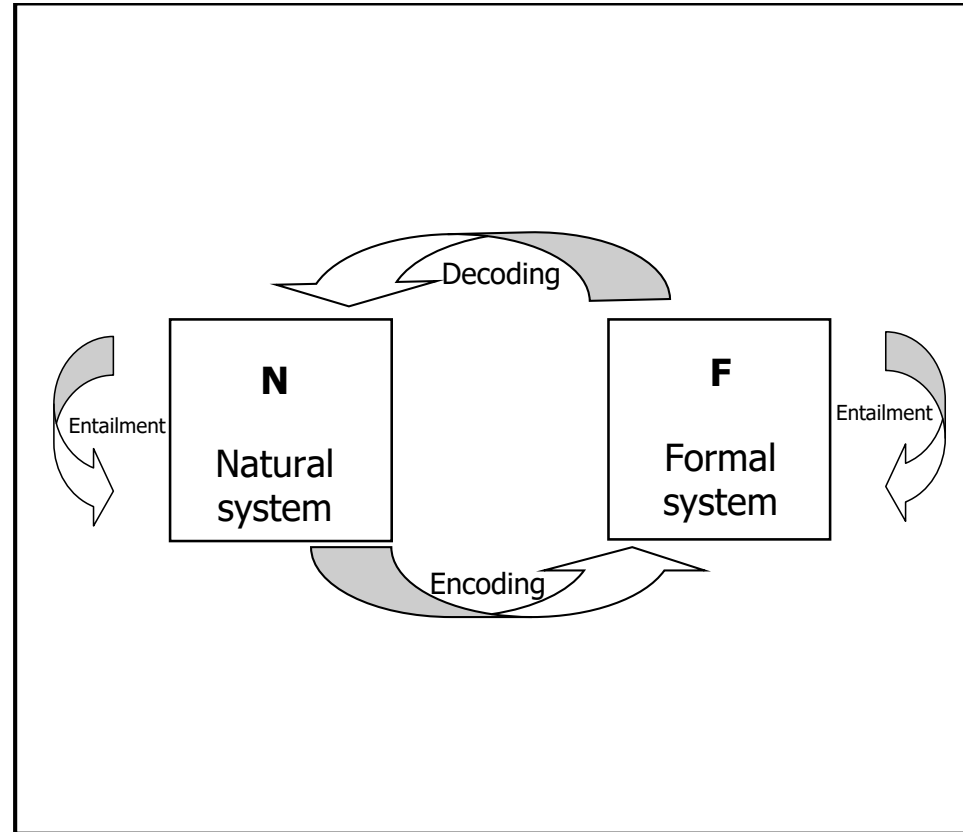 Decoding
N
F
Entailment
Entailment
Natural
system
Formal
system
Encoding